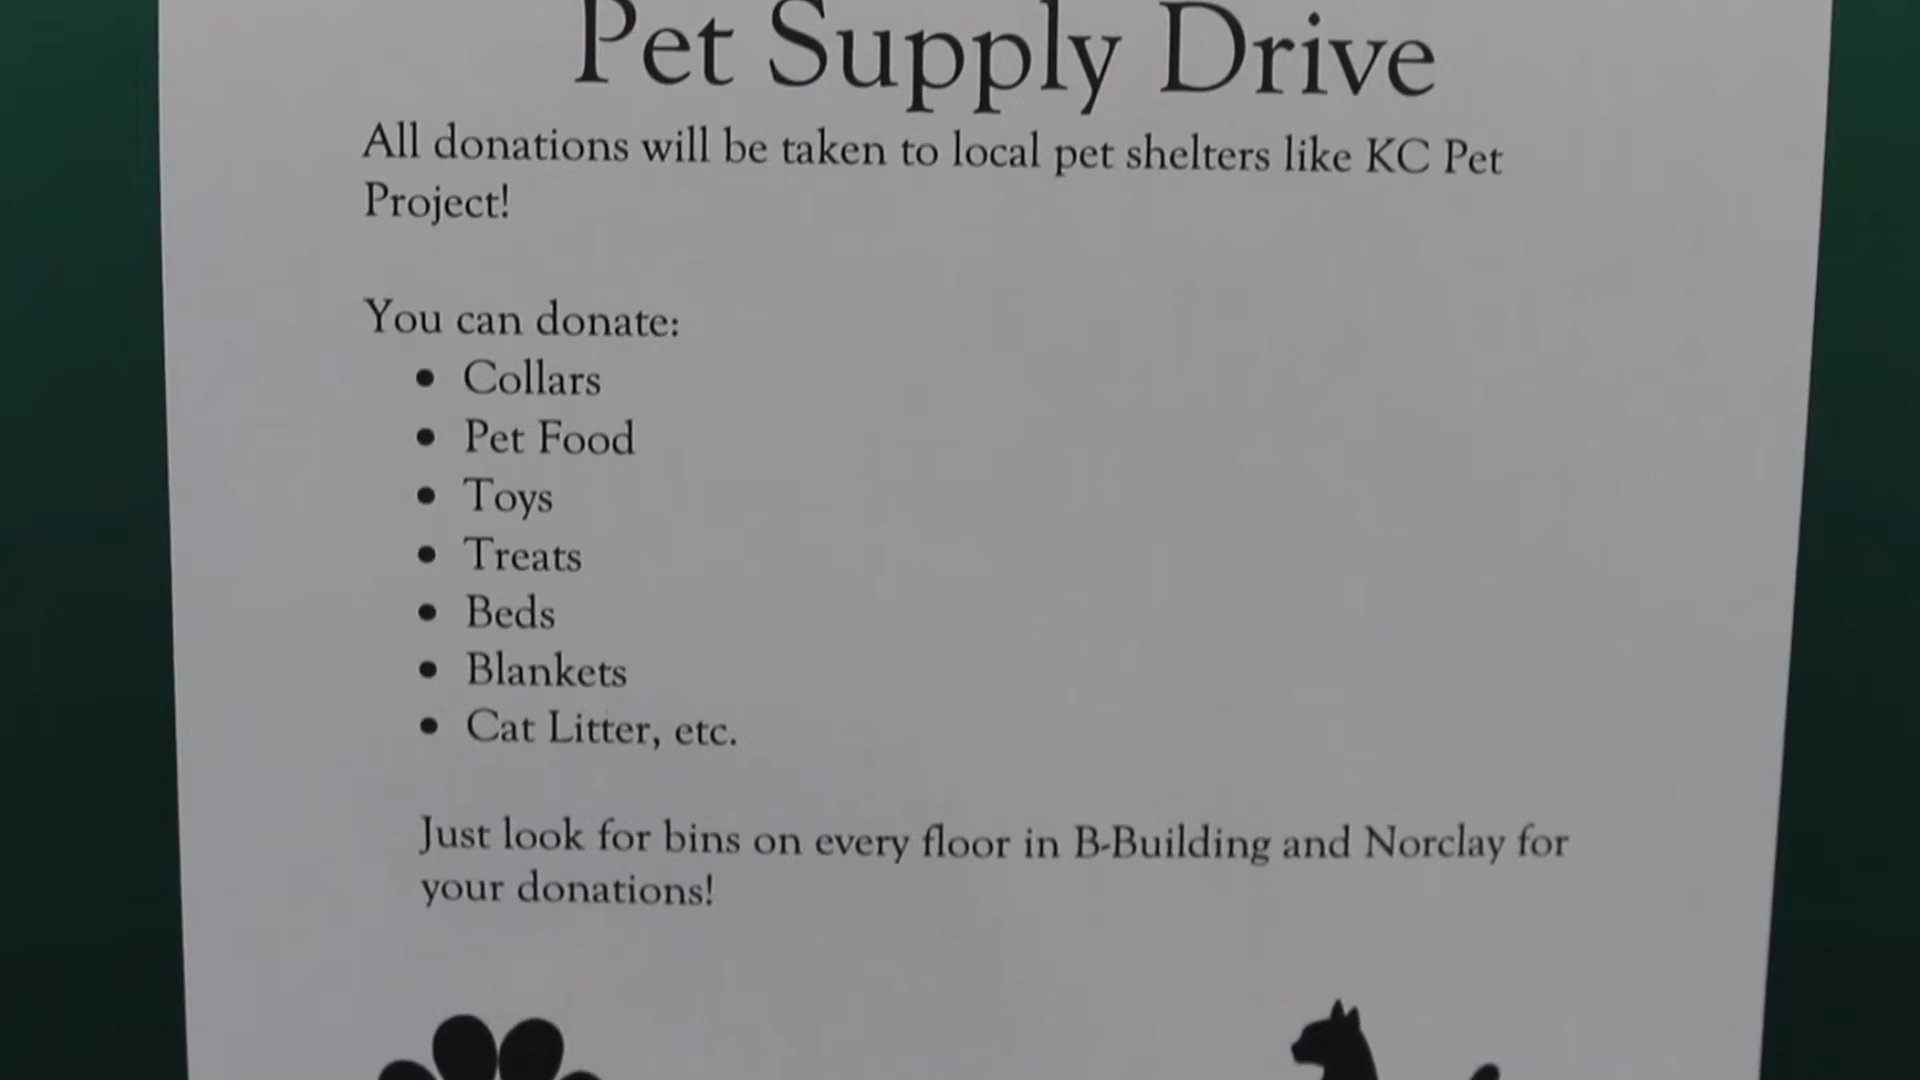 Pet Supply Drive
All donations will be taken to local pet shelters like KC Pet
Project!
You can donate:
• Collars
• Pet Food
• Toys
• Treats
• Beds
• Blankets
• Cat Litter, etc.
Just look for bins on every floor in B-Building and Norclay for
your donations!